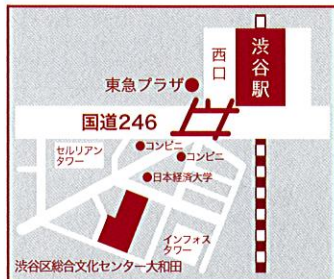 渋谷駅
西口
東急プラザ
国道246
コンビニ
コンビニ
セルリアン
タワー
日本経済大学
インフォス
タワー
渋谷区総合文化センター大和田